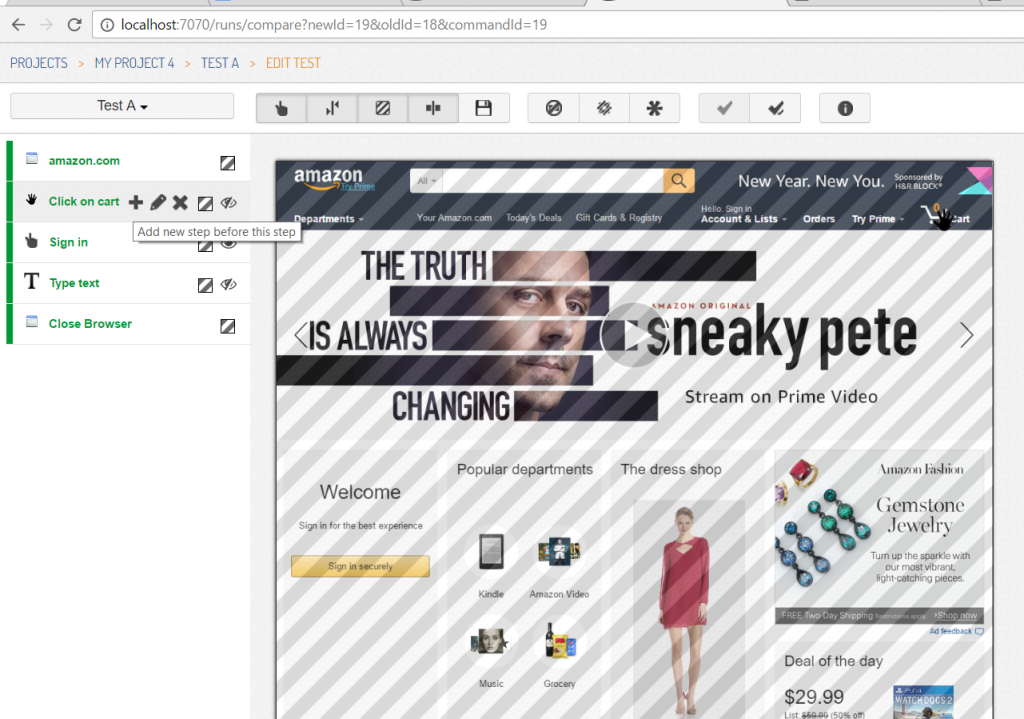 localhost:7070/runs/compare?newId=19&oldId=18&commandId=19
PROJECTS > MY PROJECT 4 > TEST A > EDIT TEST
Test A
amazon.com
Click on cart
Add new step before this step
Sign in
Type text
Close Browser
amazon
Try Prime
All
New Year. New You.
Sponsored by
H&R BLOCK
Departments
Your Amazon.com Today's Deals Gift Cards & Registry
Hello. Sign in
Account & Lists
Orders
Try Prime
0
Cart
THE TRUTH
IS ALWAYS
CHANGING
AMAZON ORIGINAL
sneaky pete
Stream on Prime Video
Welcome
Sign in for the best experience
Sign in securely
Popular departments
Kindle
Amazon Video
Music
Grocery
The dress shop
Amazon Fashion
Gemstone
Jewelry
Turn up the sparkle with
our most vibrant,
light-catching pieces.
FREE Two-Day Shipping Restrictions apply ›Shop now
Ad feedback
Deal of the day
$29.99
List: $59.99 (50% off)
PS4
WATCH DOGS 2